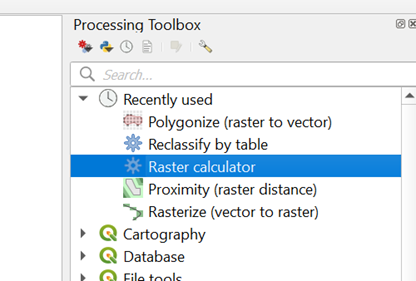 Processing Toolbox
Search...
Recently used
Polygonize (raster to vector)
Reclassify by table
Raster calculator
Proximity (raster distance)
Rasterize (vector to raster)
Cartography
Database
File tools